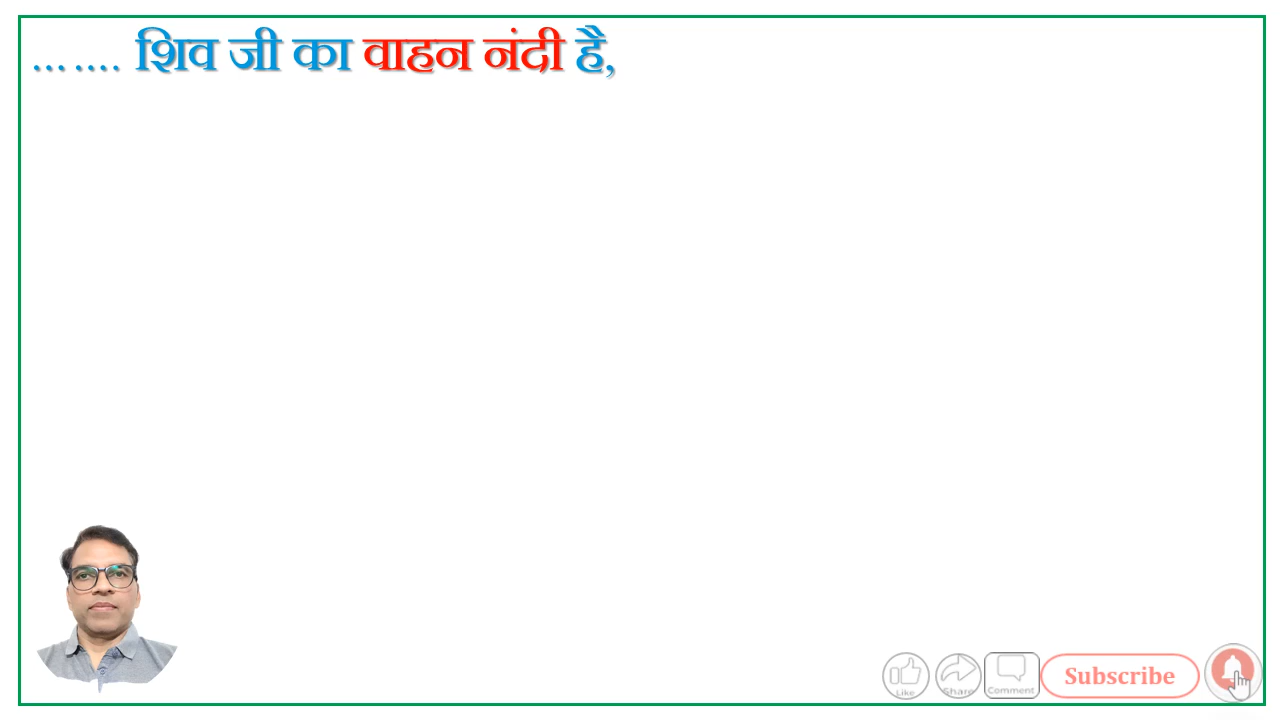 ....... शिव जी का वाहन नंदी है,
Like
Share
Comment
Subscribe